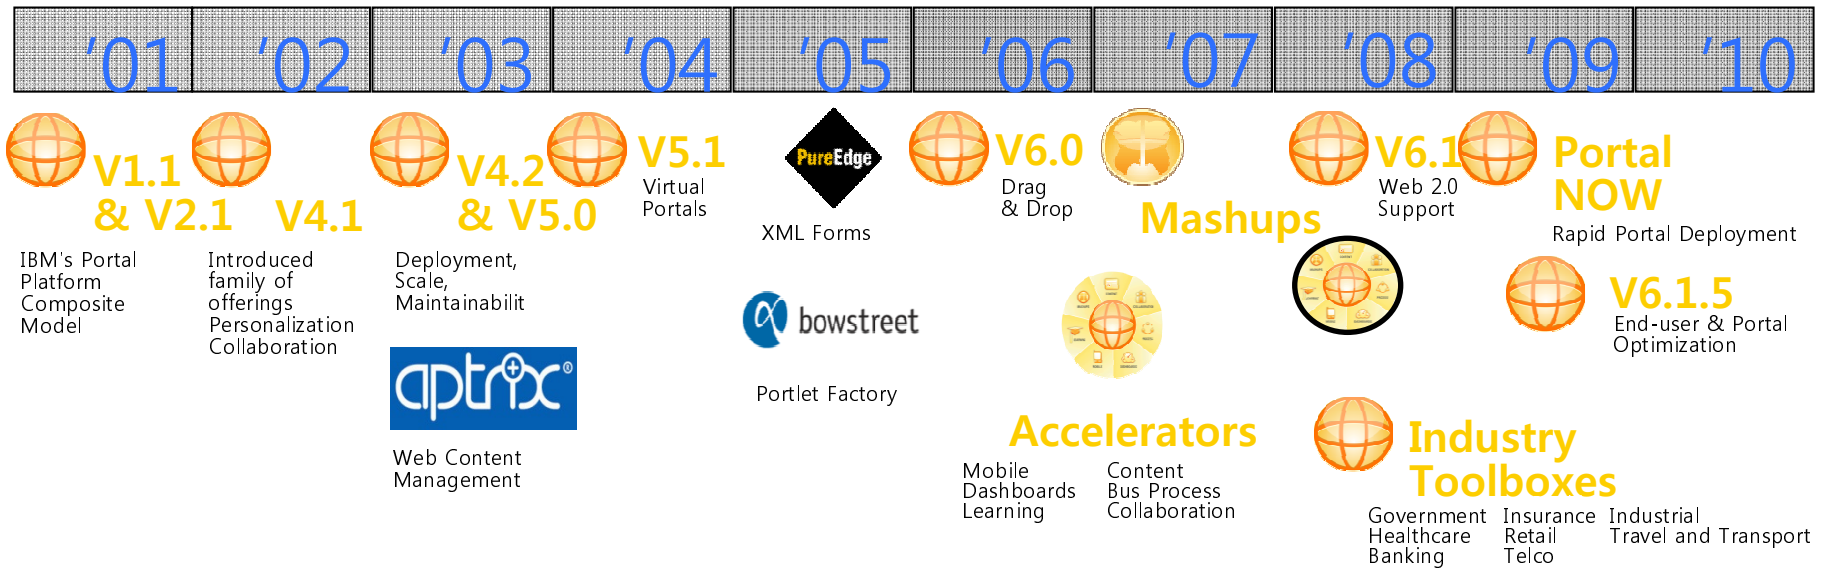 '01 '02 '03 '04 '05 '06 '07 '08 '09 '10
V1.1
& V2.1
IBM's Portal
Platform
Composite
Model
V4.1
Introduced
family of
offerings
Personalization
Collaboration
V4.2
& V5.0
Deployment,
Scale,
Maintainabilit
aptrix®
Web Content
Management
V5.1
Virtual
Portals
PureEdge
XML Forms
bowstreet
Portlet Factory
V6.0
Drag
& Drop
Mashups
Accelerators
Mobile
Dashboards
Learning
Content
Bus Process
Collaboration
V6.1
Web 2.0
Support
Portal
NOW
Rapid Portal Deployment
V6.1.5
End-user & Portal
Optimization
Industry
Toolboxes
Government
Healthcare
Banking
Insurance
Retail
Telco
Industrial
Travel and Transport